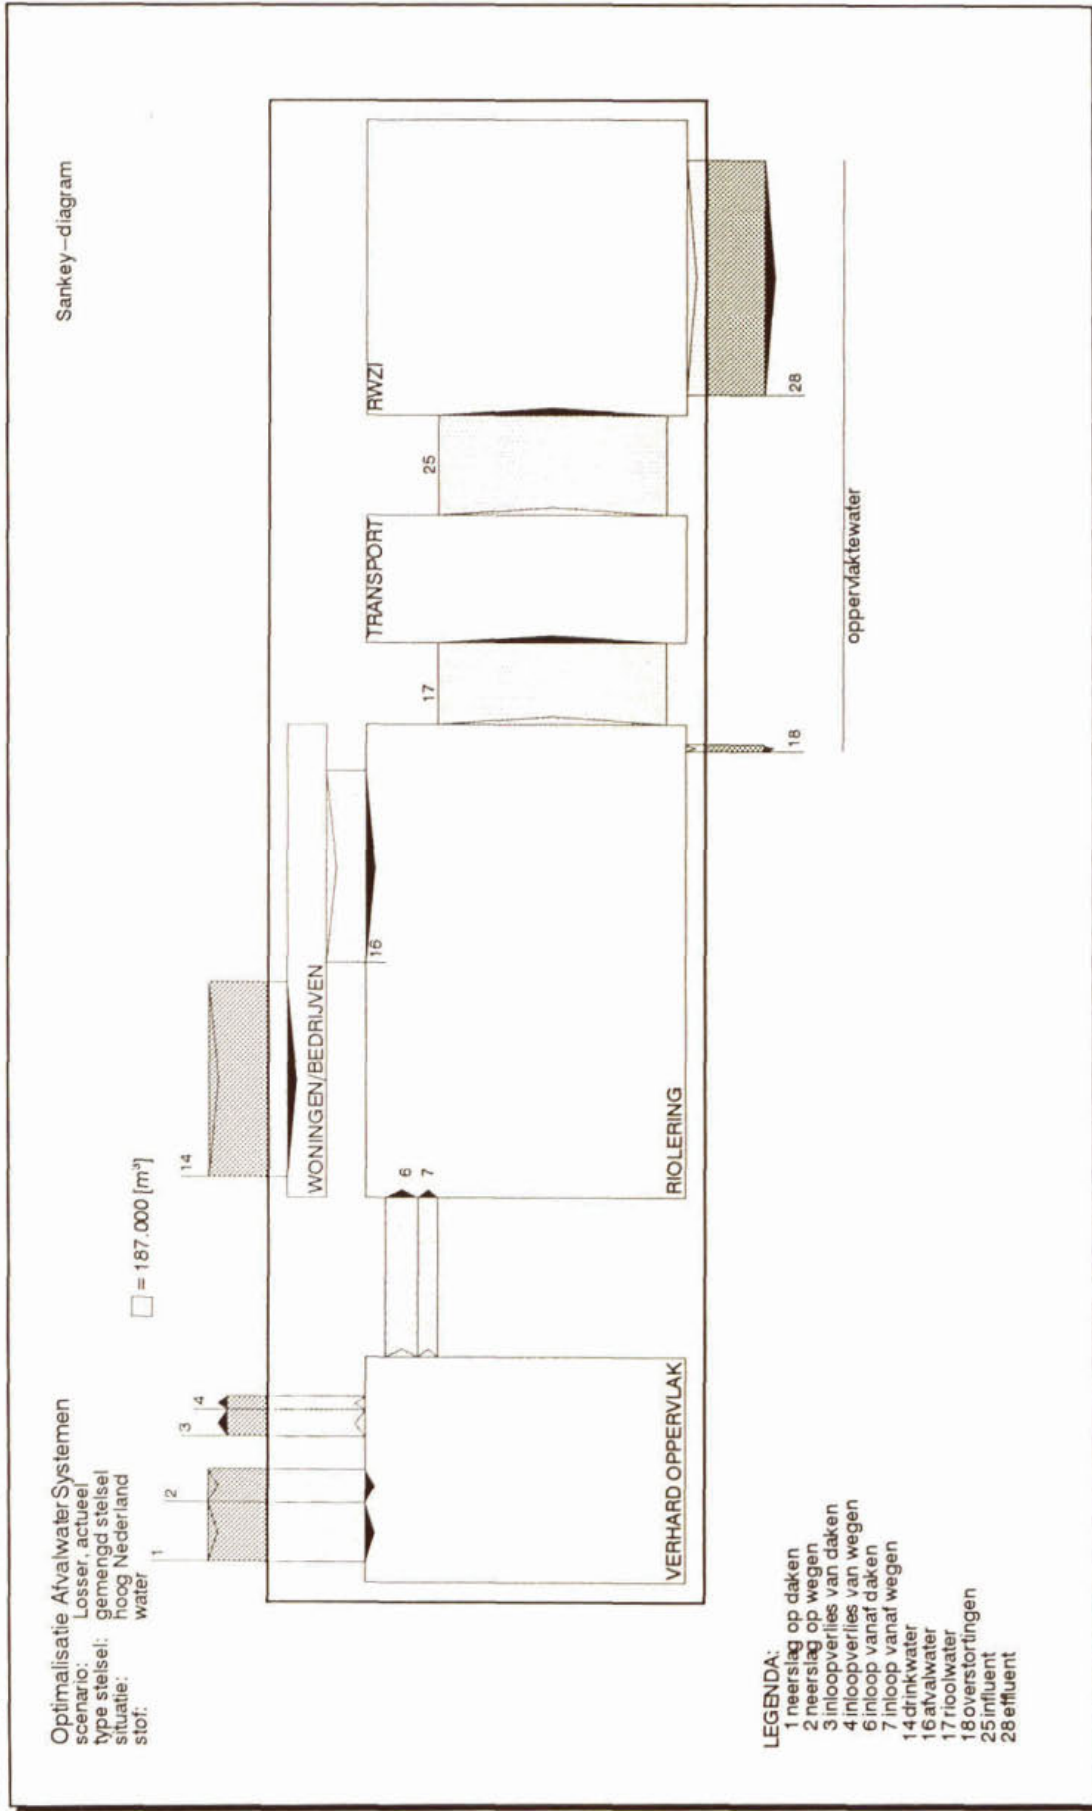 Optimalisatie Afvalwater Systemen
scenario: Losser, actueel
type stelsel: gemengd stelsel
situatie: hoog Nederland
stof: water
Sankey-diagram
□ = 187.000 [m³]
1
2
3
4
14
WONINGEN/BEDRIJVEN
16
6
7
VERHARD OPPERVLAK
RIOLERING
17
TRANSPORT
25
RWZI
18
28
oppervlaktewater
LEGENDA:
1 neerslag op daken
2 neerslag op wegen
3 inloopverlies van daken
4 inloopverlies van wegen
6 inloop vanaf daken
7 inloop vanaf wegen
14 drinkwater
16 afvalwater
17 rioolwater
18 overstortingen
25 influent
28 effluent